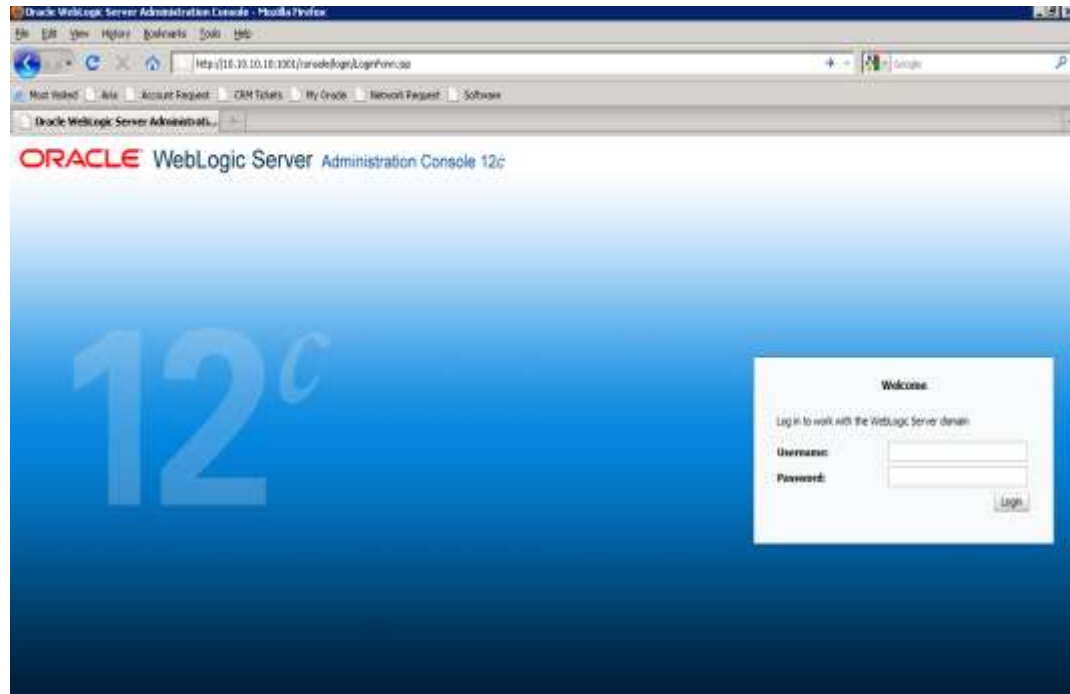 Oracle WebLogic Server Administration Console - Mozilla Firefox
File Edit View History Bookmarks Tools Help
Google
Most Visited Aria Account Request CRM Tickets My Oracle Network Request Software
Oracle WebLogic Server Administrati...
ORACLE WebLogic Server Administration Console 12c
12c
Welcome
Log in to work with the WebLogic Server domain
Username:
Password:
Login